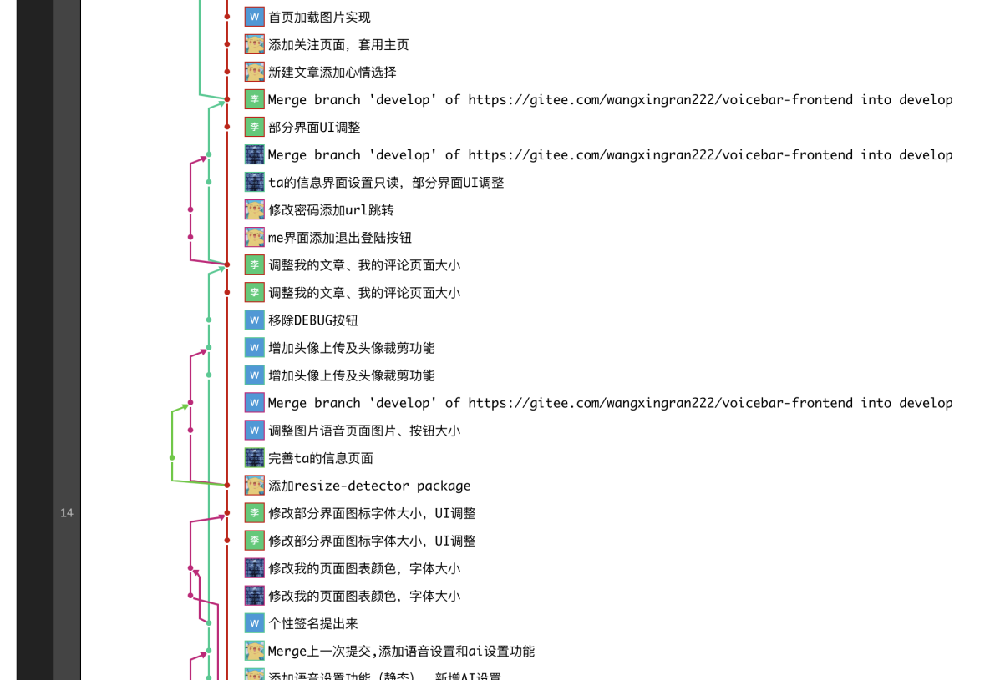 W 首页加载图片实现
添加关注页面，套用主页
新建文章添加心情选择
李 Merge branch 'develop' of https://gitee.com/wangxingran222/voicebar-frontend into develop
李 部分界面UI调整
Merge branch 'develop' of https://gitee.com/wangxingran222/voicebar-frontend into develop
ta的信息界面设置只读，部分界面UI调整
修改密码添加url跳转
me界面添加退出登陆按钮
李 调整我的文章、我的评论页面大小
李 调整我的文章、我的评论页面大小
W 移除DEBUG按钮
W 增加头像上传及头像裁剪功能
W 增加头像上传及头像裁剪功能
W Merge branch 'develop' of https://gitee.com/wangxingran222/voicebar-frontend into develop
W 调整图片语音页面图片、按钮大小
完善ta的信息页面
添加resize-detector package
14 李 修改部分界面图标字体大小，UI调整
李 修改部分界面图标字体大小，UI调整
修改我的页面图表颜色，字体大小
修改我的页面图表颜色，字体大小
W 个性签名提出来
Merge上一次提交,添加语音设置和ai设置功能
添加语音设置功能（静态），新增AI设置